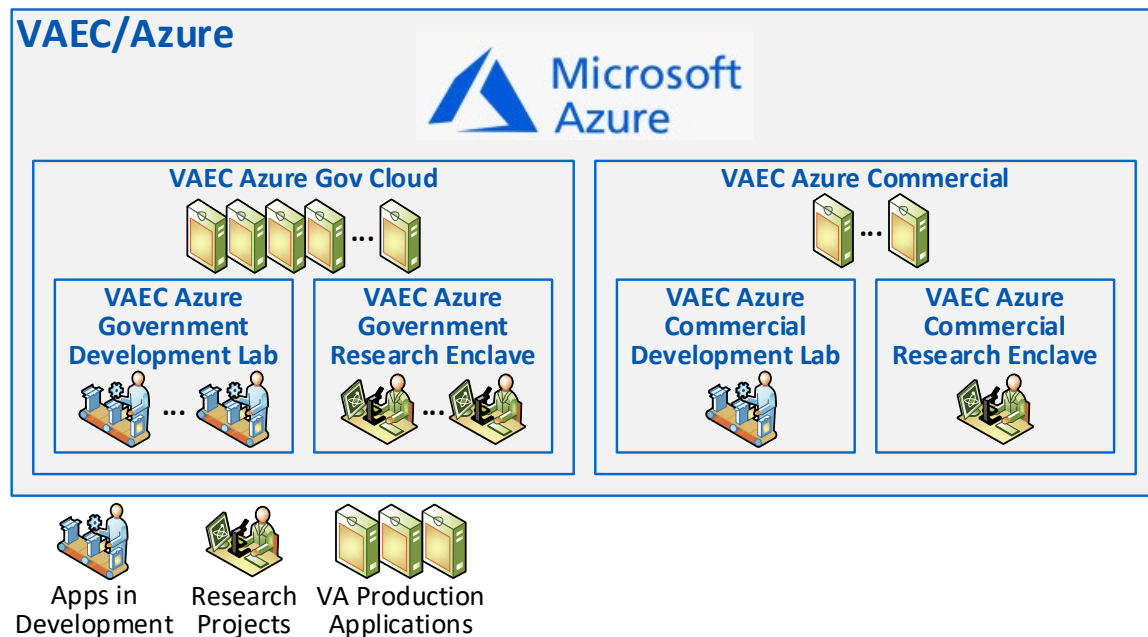 VAEC/Azure
Microsoft
Azure
VAEC Azure Gov Cloud
...
VAEC Azure
Government
Development Lab
...
VAEC Azure
Government
Research Enclave
...
VAEC Azure Commercial
...
VAEC Azure
Commercial
Development Lab
VAEC Azure
Commercial
Research Enclave
Apps in
Development
Research
Projects
VA Production
Applications